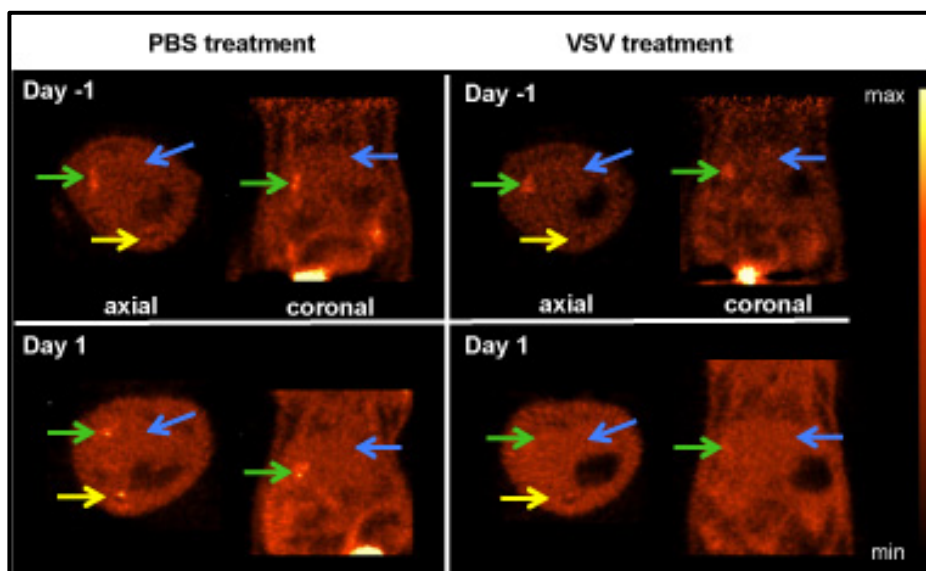 PBS treatment
VSV treatment
Day -1
axial
coronal
Day -1
axial
coronal
max
Day 1
Day 1
min